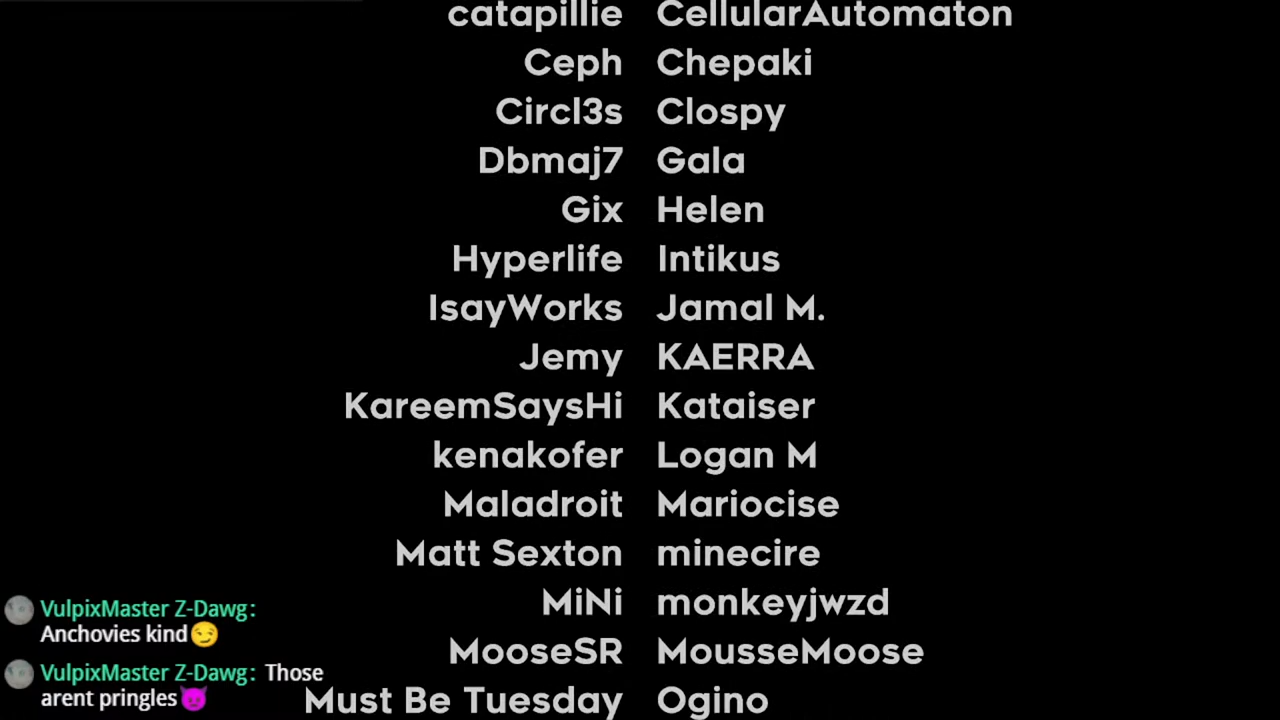 catapillie CellularAutomaton
Ceph Chepaki
Circl3s Clospy
Dbmaj7 Gala
Gix Helen
Hyperlife Intikus
IsayWorks Jamal M.
Jemy KAERRA
KareemSaysHi Kataiser
kenakofer Logan M
Maladroit Mariocise
Matt Sexton minecire
MiNi monkeyjwzd
MooseSR MousseMoose
Must Be Tuesday Ogino
VulpixMaster Z-Dawg:
Anchovies kind😏
VulpixMaster Z-Dawg: Those
arent pringles😈